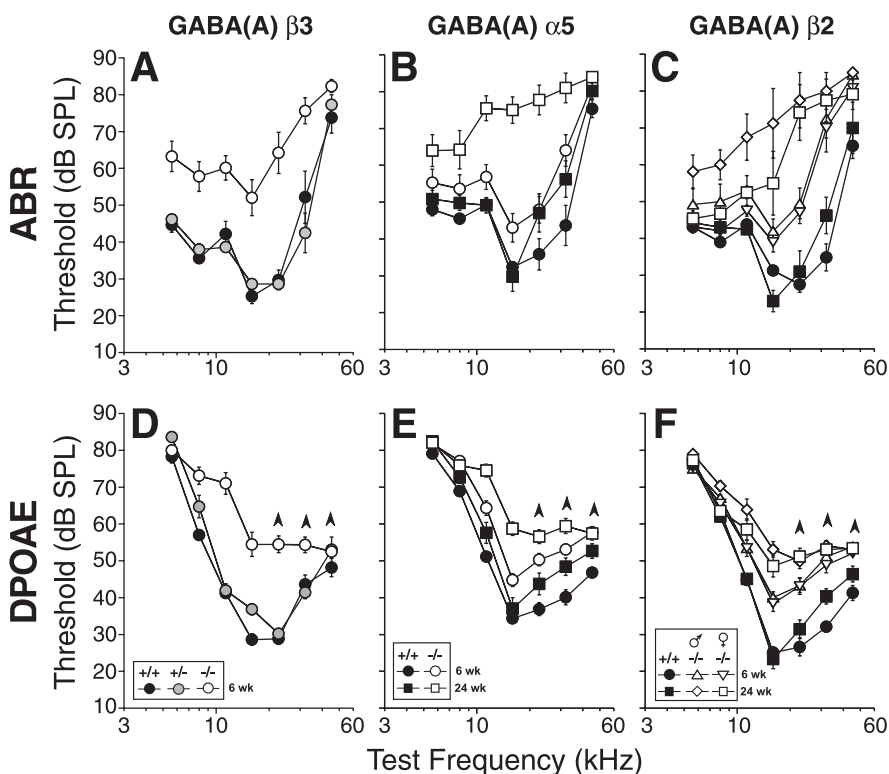 GABA(A) β3 GABA(A) α5 GABA(A) β2
A B C
ABR
Threshold (dB SPL)
90
80
70
60
50
40
30
20
10
3 10 60 3 10 60 3 10 60
D E F
DPOAE
Threshold (dB SPL)
90
80
70
60
50
40
30
20
10
+/+ +/- -/-
6 wk
+/+ -/-
6 wk
24 wk
♂ ♀
+/+ -/- -/-
6 wk
24 wk
3 10 60 3 10 60 3 10 60
Test Frequency (kHz)